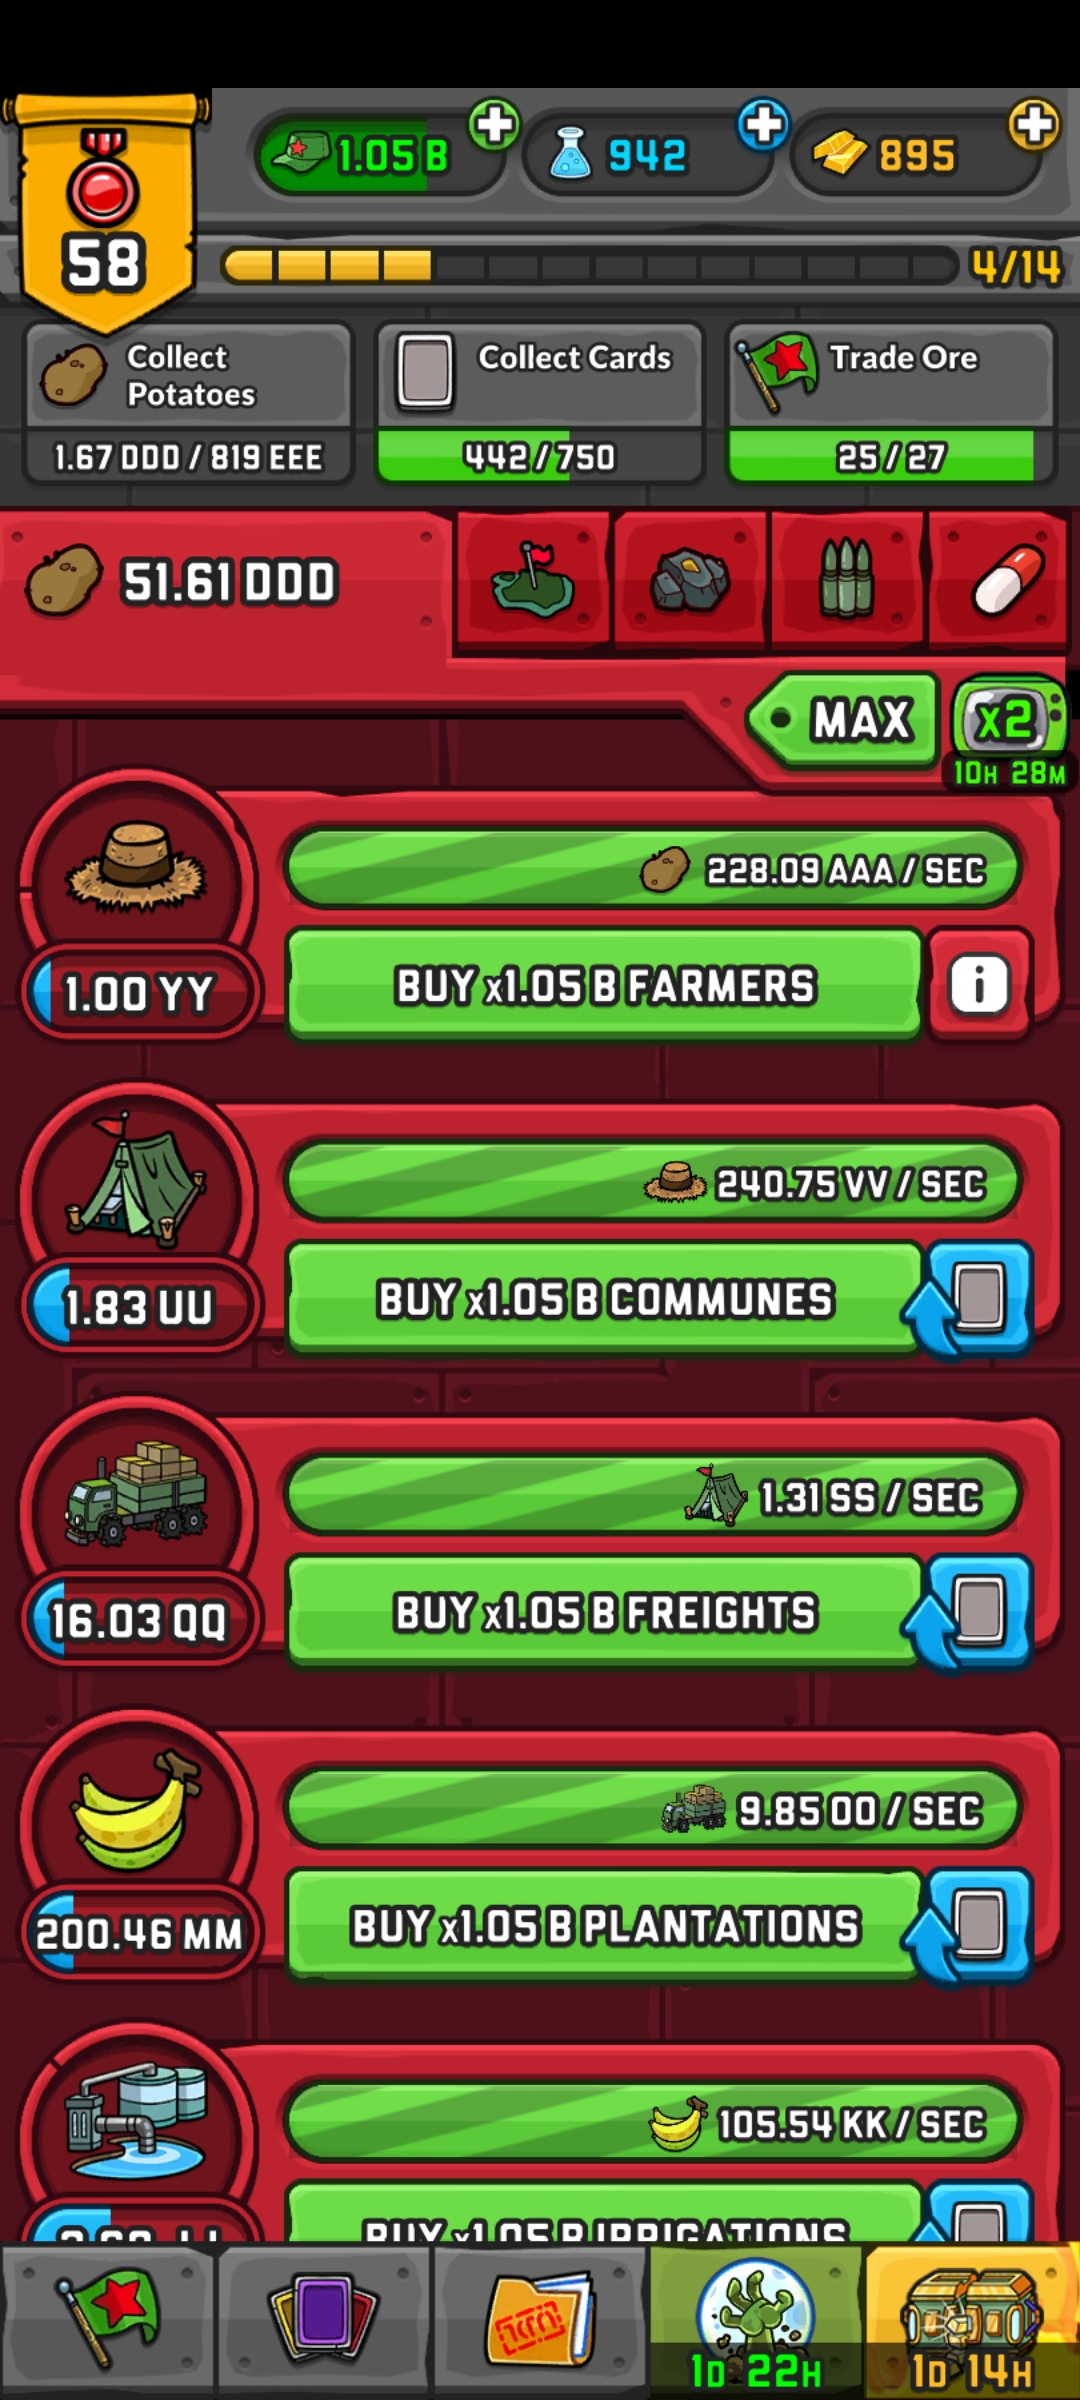 1.05 B
942
895
58
4/14
Collect
Potatoes
Collect Cards
Trade Ore
1.67 DDD / 819 EEE
442 / 750
25 / 27
51.61 DDD
MAX
x2
10H 28M
228.09 AAA / SEC
1.00 YY
BUY x1.05 B FARMERS
i
240.75 VV / SEC
1.83 UU
BUY x1.05 B COMMUNES
1.31 SS / SEC
16.03 QQ
BUY x1.05 B FREIGHTS
9.85 OO / SEC
200.46 MM
BUY x1.05 B PLANTATIONS
105.54 KK / SEC
BUY x1.05 B IRRIGATIONS
1D 22H
1D 14H